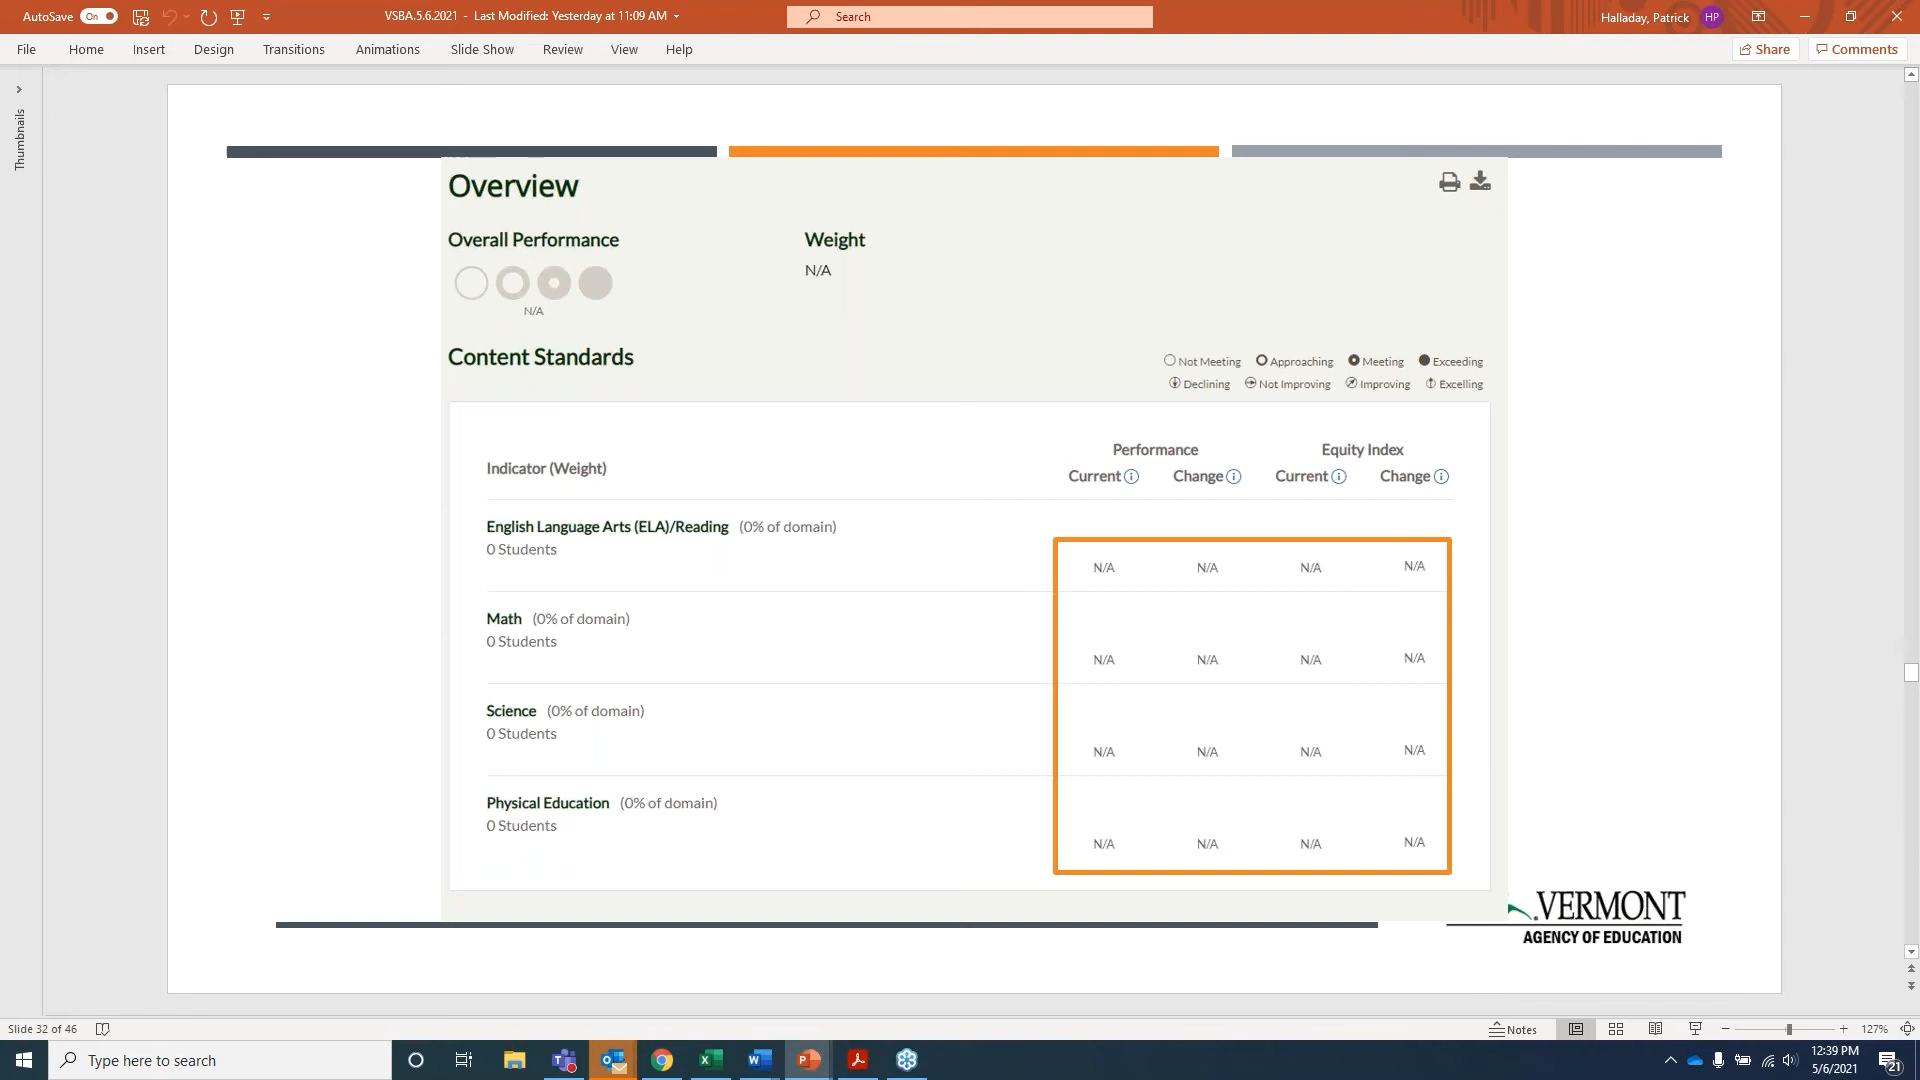 AutoSave On VSBA.5.6.2021 - Last Modified: Yesterday at 11:09 AM Search Halladay, Patrick HP
File Home Insert Design Transitions Animations Slide Show Review View Help Share Comments
Thumbnails
Overview
Overall Performance Weight
N/A
N/A
Content Standards
Not Meeting Approaching Meeting Exceeding
Declining Not Improving Improving Excelling
Performance Equity Index
Indicator (Weight)
Current Change Current Change
English Language Arts (ELA)/Reading (0% of domain)
0 Students
N/A N/A N/A N/A
Math (0% of domain)
0 Students
N/A N/A N/A N/A
Science (0% of domain)
0 Students
N/A N/A N/A N/A
Physical Education (0% of domain)
0 Students
N/A N/A N/A N/A
VERMONT
AGENCY OF EDUCATION
Slide 32 of 46 Notes 127%
Type here to search
12:39 PM
5/6/2021
21